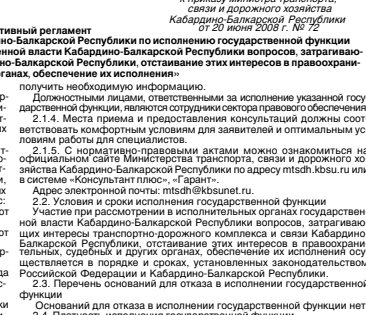 к приказу Министерства транспорта,
связи и дорожного хозяйства
Кабардино-Балкарской Республики
от 20 июня 2008 г. № 72
тивный регламент
но-Балкарской Республики по исполнению государственной функции
енной власти Кабардино-Балкарской Республики вопросов, затрагиваю-
но-Балкарской Республики, отстаивание этих интересов в правоохрани-
рганах, обеспечение их исполнения»
получить необходимую информацию.
Должностными лицами, ответственными за исполнение указанной госу
дарственной функции, являются сотрудники сектора правового обеспечения
2.1.4. Места приема и предоставления консультаций должны соот
ветствовать комфортным условиям для заявителей и оптимальным ус
ловиям работы для специалистов.
2.1.5. С нормативно-правовыми актами можно ознакомиться на
официальном сайте Министерства транспорта, связи и дорожного хо
зяйства Кабардино-Балкарской Республики по адресу mtsdh.kbsu.ru или
в системе «Консультант плюс», «Гарант».
Адрес электронной почты: mtsdh@kbsunet.ru.
2.2. Условия и сроки исполнения государственной функции
Участие при рассмотрении в исполнительных органах государствен
ной власти Кабардино-Балкарской Республики вопросов, затрагиваю
щих интересы транспортно-дорожного комплекса и связи Кабардино
Балкарской Республики, отстаивание этих интересов в правоохрани
тельных, судебных и других органах, обеспечение их исполнения осу
ществляется в порядке и сроках, установленных законодательством
Российской Федерации и Кабардино-Балкарской Республики.
2.3. Перечень оснований для отказа в исполнении государственной
функции
Оснований для отказа в исполнении государственной функции нет